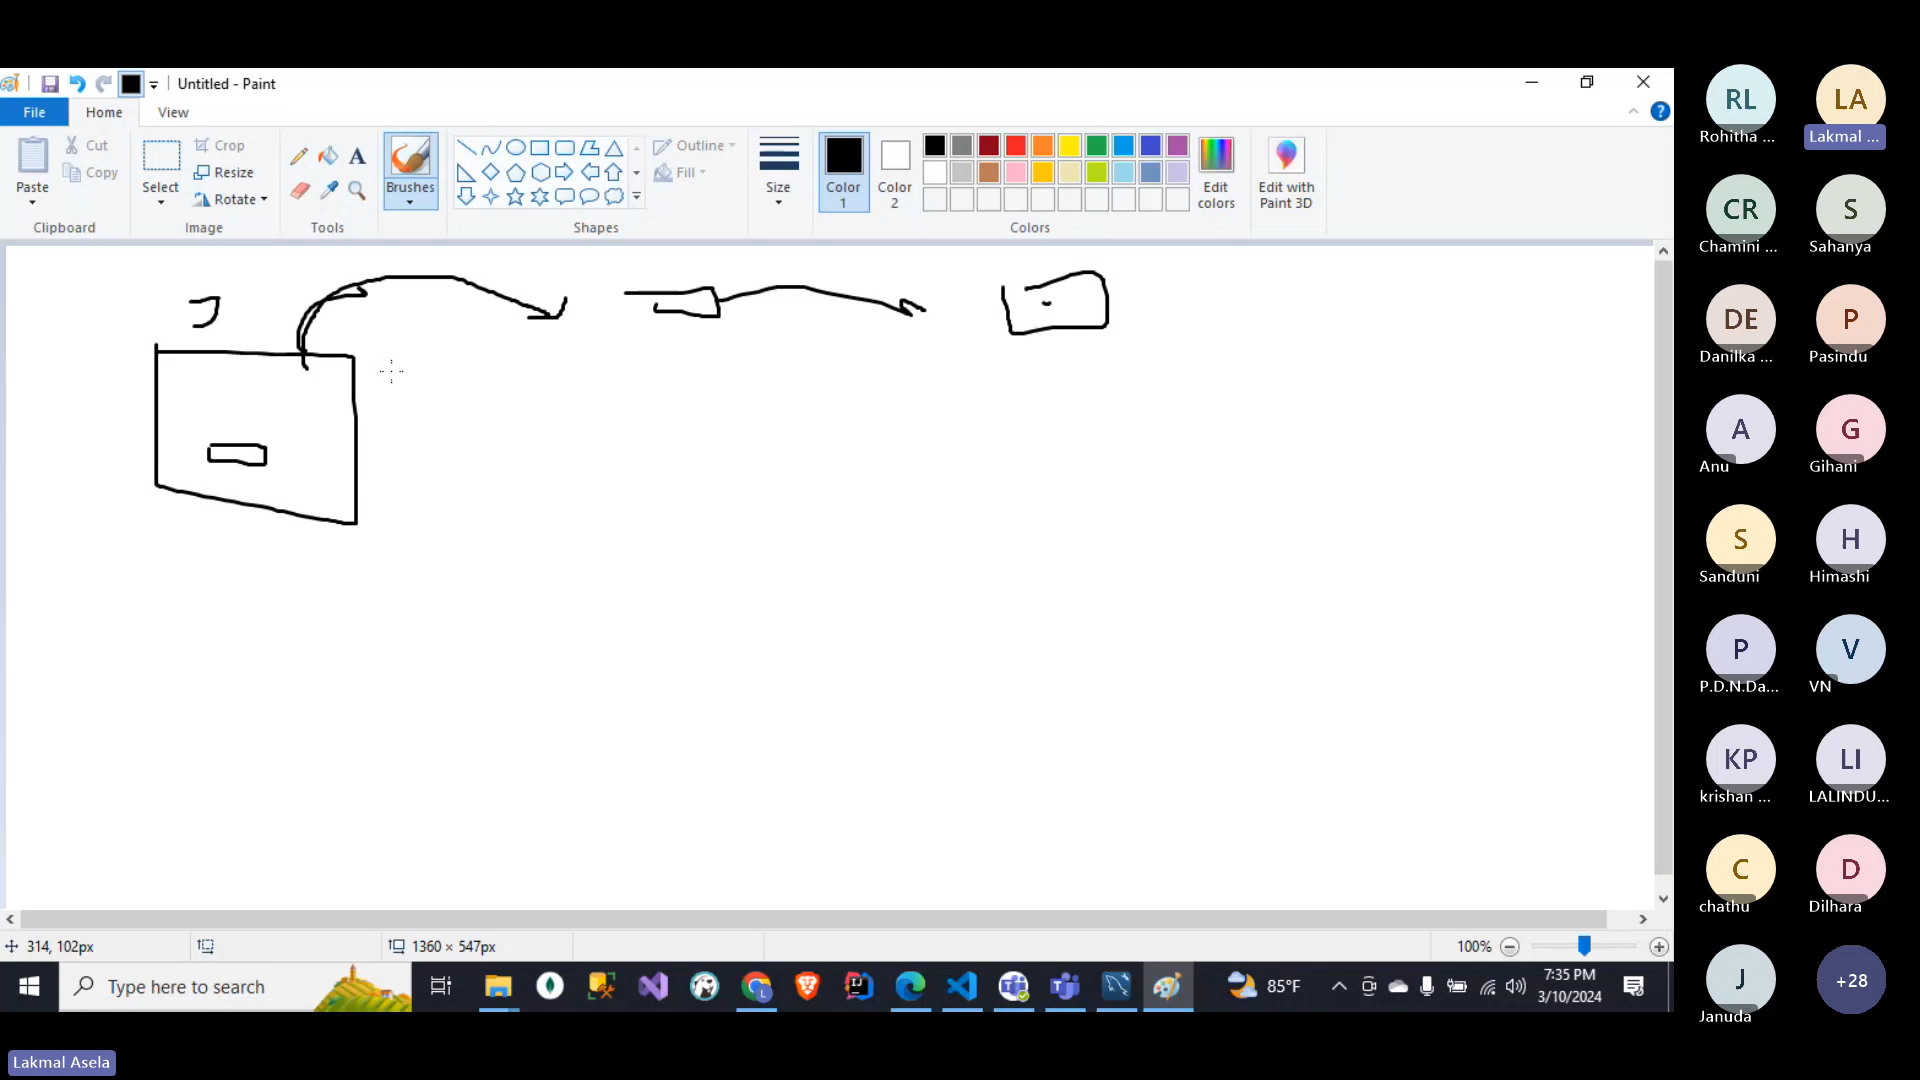 Untitled - Paint
File Home View
Paste Cut Copy Clipboard
Select Crop Resize Rotate Image
A Tools
Brushes
Shapes Outline Fill
Size
Color 1
Color 2
Edit colors
Edit with Paint 3D
Colors
314, 102px
1360 × 547px
100%
Type here to search
85°F
7:35 PM
3/10/2024
RL Rohitha ...
LA Lakmal ...
CR Chamini ...
S Sahanya
DE Danilka ...
P Pasindu
A Anu
G Gihani
S Sanduni
H Himashi
P P.D.N.Da...
V VN
KP krishan ...
LI LALINDU...
C chathu
D Dilhara
J Januda
+28
Lakmal Asela